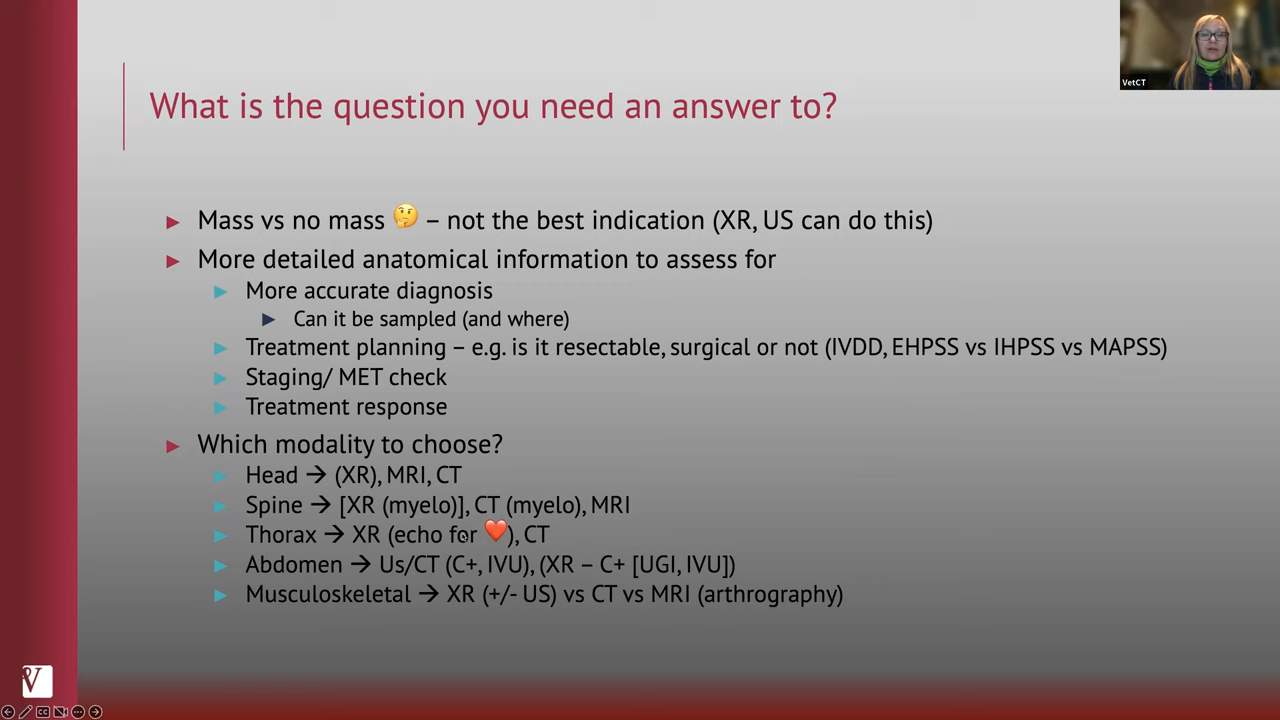 VetCT
What is the question you need an answer to?
Mass vs no mass 🤔 – not the best indication (XR, US can do this)
More detailed anatomical information to assess for
More accurate diagnosis
Can it be sampled (and where)
Treatment planning – e.g. is it resectable, surgical or not (IVDD, EHPSS vs IHPSS vs MAPSS)
Staging/ MET check
Treatment response
Which modality to choose?
Head → (XR), MRI, CT
Spine → [XR (myelo)], CT (myelo), MRI
Thorax → XR (echo for ❤️), CT
Abdomen → Us/CT (C+, IVU), (XR – C+ [UGI, IVU])
Musculoskeletal → XR (+/- US) vs CT vs MRI (arthrography)